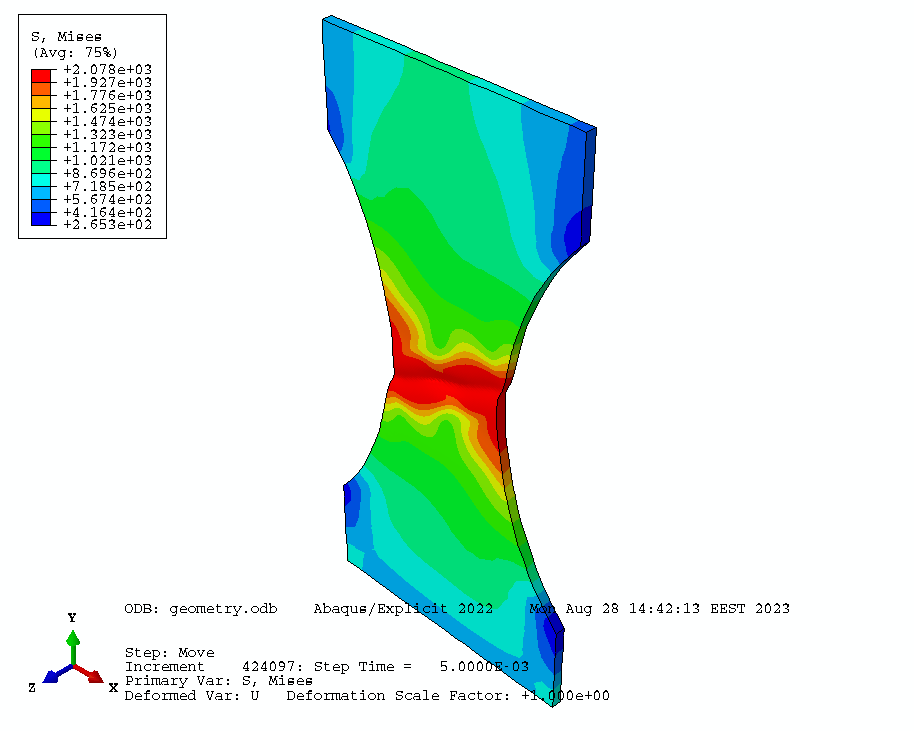 S, Mises
(Avg: 75%)
+2.078e+03
+1.927e+03
+1.776e+03
+1.625e+03
+1.474e+03
+1.323e+03
+1.172e+03
+1.021e+03
+8.696e+02
+7.185e+02
+5.674e+02
+4.164e+02
+2.653e+02
ODB: geometry.odb Abaqus/Explicit 2022 Mon Aug 28 14:42:13 EEST 2023
Y
Z
X
Step: Move
Increment 424097: Step Time = 5.0000E-03
Primary Var: S, Mises
Deformed Var: U Deformation Scale Factor: +1.000e+00